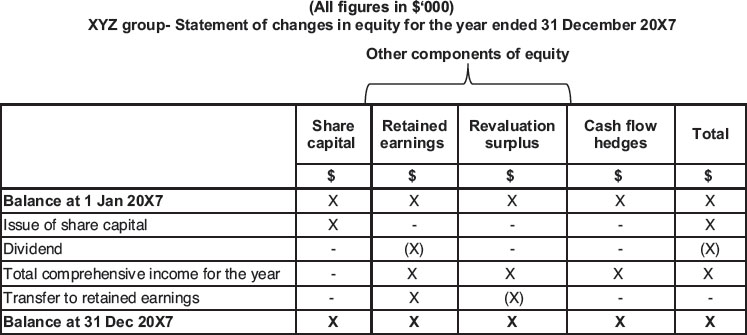 (All figures in $‘000)
XYZ group- Statement of changes in equity for the year ended 31 December 20X7
Other components of equity
Share capital Retained earnings Revaluation surplus Cash flow hedges Total
$ $ $ $ $
Balance at 1 Jan 20X7 X X X X X
Issue of share capital X - - - X
Dividend - (X) - - (X)
Total comprehensive income for the year - X X X X
Transfer to retained earnings - X (X) - -
Balance at 31 Dec 20X7 X X X X X